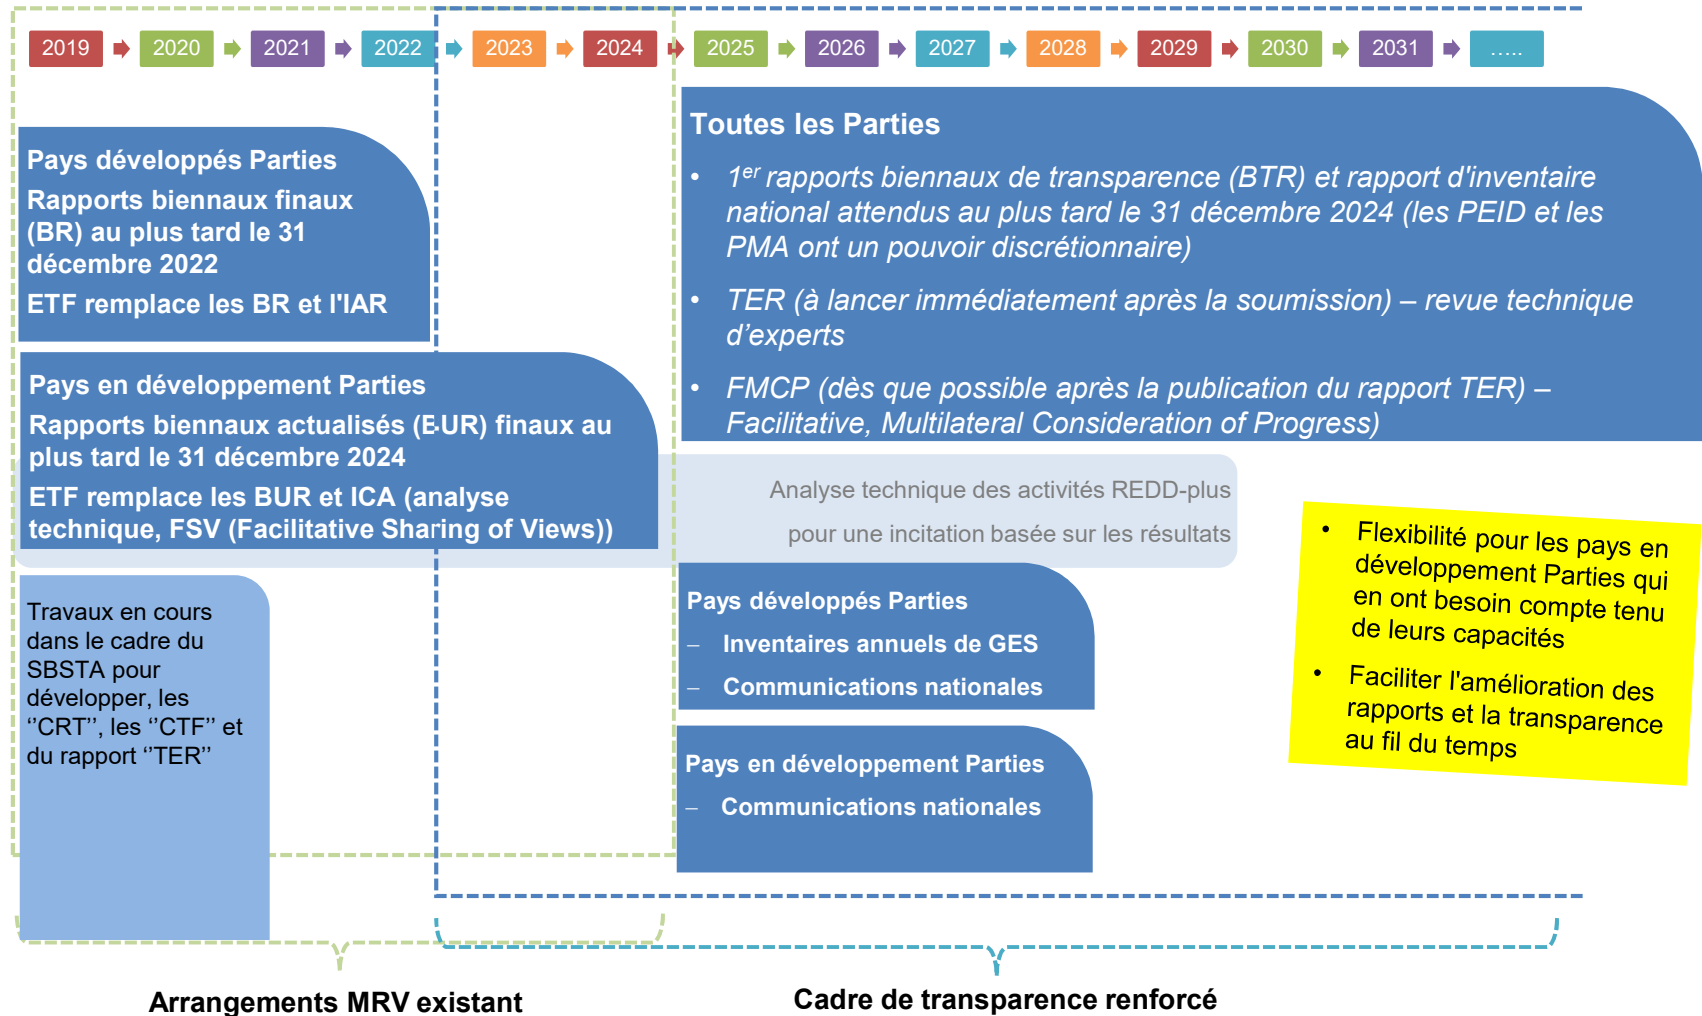 2019 2020 2021 2022 2023 2024 2025 2026 2027 2028 2029 2030 2031 .....
Pays développés Parties
Rapports biennaux finaux
(BR) au plus tard le 31
décembre 2022
ETF remplace les BR et l'IAR
Pays en développement Parties
Rapports biennaux actualisés (BUR) finaux au
plus tard le 31 décembre 2024
ETF remplace les BUR et ICA (analyse
technique, FSV (Facilitative Sharing of Views))
Travaux en cours
dans le cadre du
SBSTA pour
développer, les
‘’CRT’’, les ‘’CTF’’ et
du rapport ‘’TER’’
Toutes les Parties
• 1er rapports biennaux de transparence (BTR) et rapport d'inventaire
national attendus au plus tard le 31 décembre 2024 (les PEID et les
PMA ont un pouvoir discrétionnaire)
• TER (à lancer immédiatement après la soumission) – revue technique
d’experts
• FMCP (dès que possible après la publication du rapport TER) –
Facilitative, Multilateral Consideration of Progress)
Analyse technique des activités REDD-plus
pour une incitation basée sur les résultats
Pays développés Parties
– Inventaires annuels de GES
– Communications nationales
Pays en développement Parties
– Communications nationales
• Flexibilité pour les pays en
développement Parties qui
en ont besoin compte tenu
de leurs capacités
• Faciliter l'amélioration des
rapports et la transparence
au fil du temps
Arrangements MRV existant
Cadre de transparence renforcé